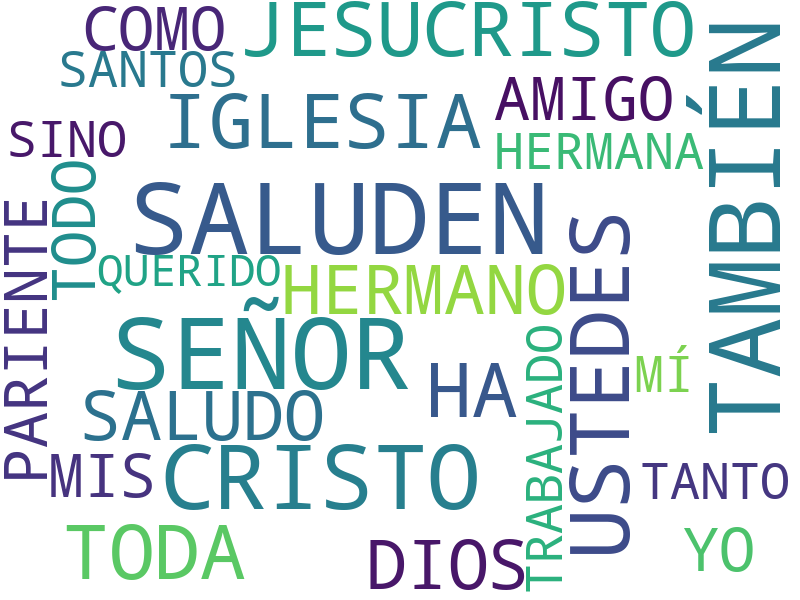 COMO
JESUCRISTO
SANTOS
AMIGO
TAMBIÉN
IGLESIA
SINO
HERMANA
TODO
SALUDEN
PARIENTE
USTEDES
QUERIDO
HERMANO
SEÑOR
HA
TRABAJADO
MÍ
SALUDO
CRISTO
MIS
TANTO
TODA
DIOS
YO